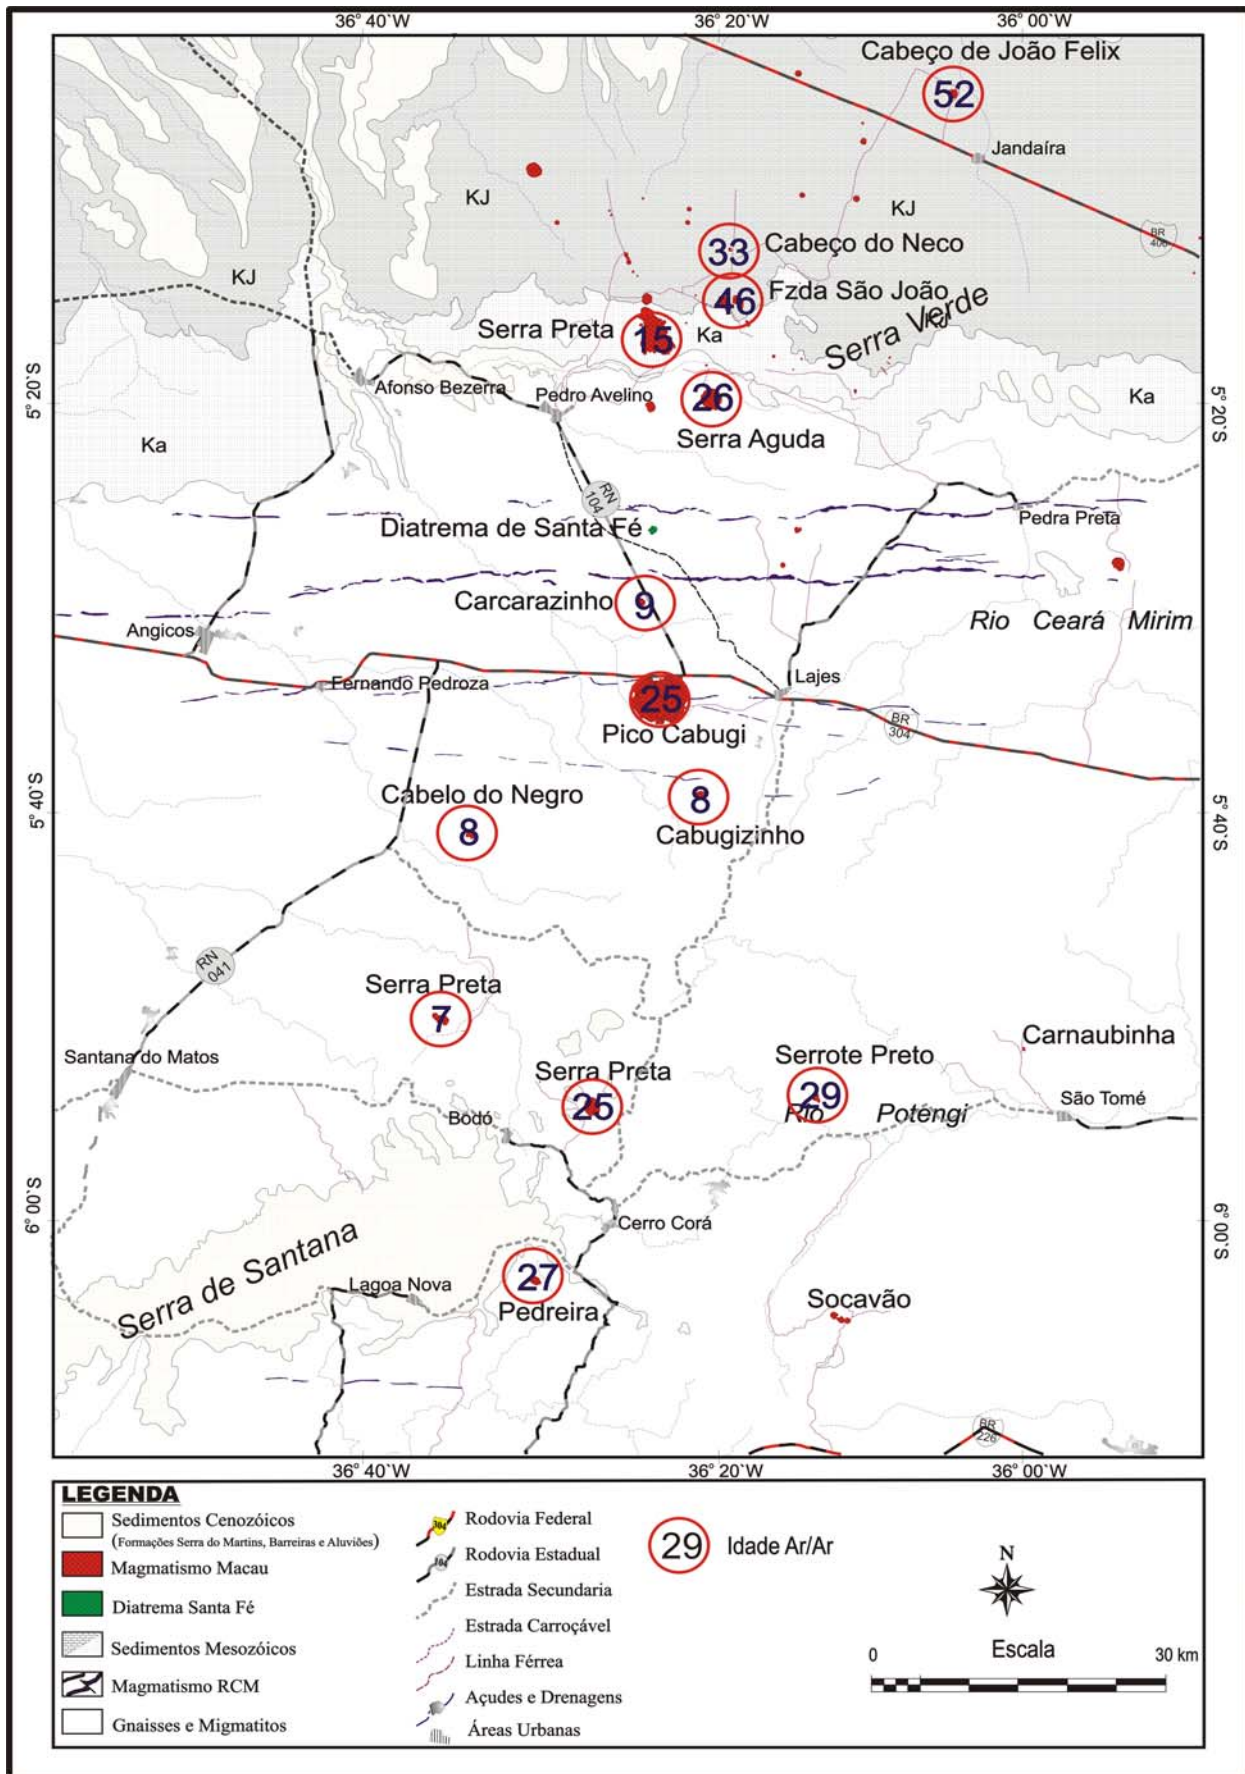 36° 40°W
36° 20°W
36° 00°W
Cabeço de João Felix
52
Jandaíra
KJ
KJ
BR
406
33
Cabeço do Neco
KJ
46
Fzda São João
Serra Verde
KJ
Serra Preta
15
Ka
Afonso Bezerra
Pedro Avelino
26
Ka
5° 20'S
5° 20'S
Serra Aguda
Ka
RN
104
Diatrema de Santa Fé
Pedra Preta
Carcarazinho
9
Rio Ceará Mirim
Angicos
Fernando Pedroza
Lajes
25
BR
304
Pico Cabugi
Cabelo do Negro
8
8
Cabugizinho
5° 40'S
5° 40'S
RN
041
Serra Preta
7
Santana do Matos
Carnaubinha
Serrote Preto
Serra Preta
29
25
Rio Potengi
São Tomé
Bodó
6° 00'S
6° 00'S
Cerro Corá
Serra de Santana
Lagoa Nova
27
Pedreira
Socavão
BR
226
36° 40°W
36° 20°W
36° 00°W
LEGENDA
Sedimentos Cenozóicos
(Formações Serra do Martins, Barreiras e Aluviões)
Magmatismo Macau
Diatrema Santa Fé
Sedimentos Mesozóicos
Magmatismo RCM
Gnaisses e Migmatitos
304
Rodovia Federal
104
Rodovia Estadual
Estrada Secundaria
Estrada Carroçável
Linha Férrea
Açudes e Drenagens
Áreas Urbanas
29
Idade Ar/Ar
N
Escala
0
30 km